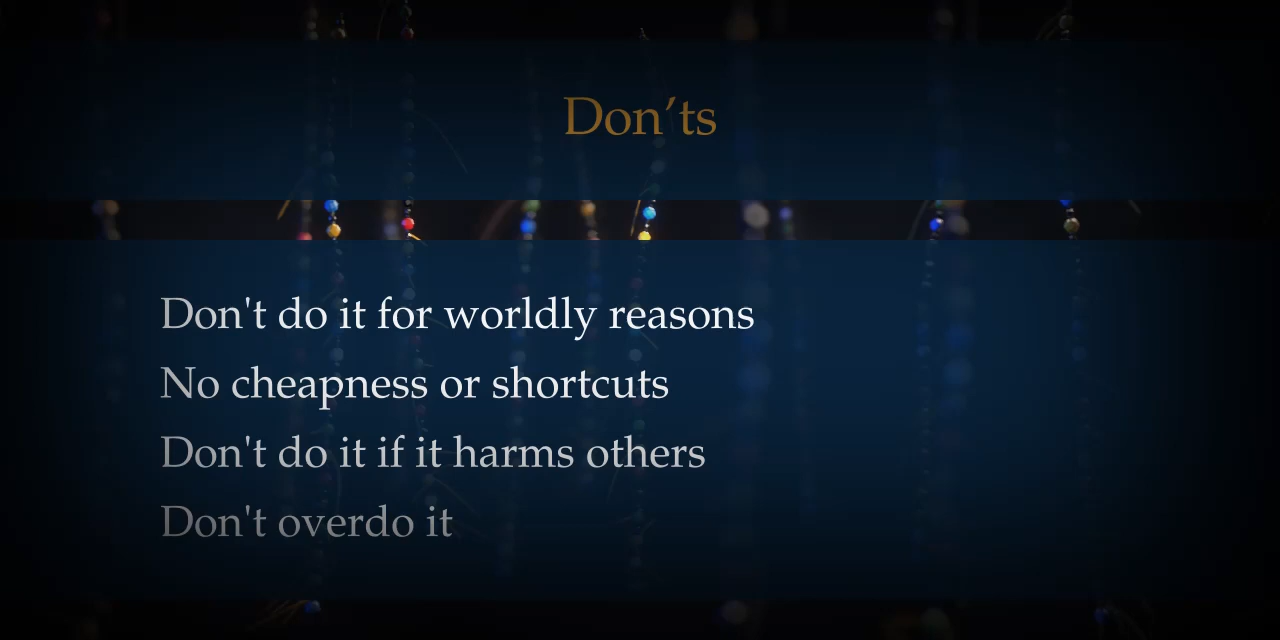 Don’ts
Don't do it for worldly reasons
No cheapness or shortcuts
Don't do it if it harms others
Don't overdo it